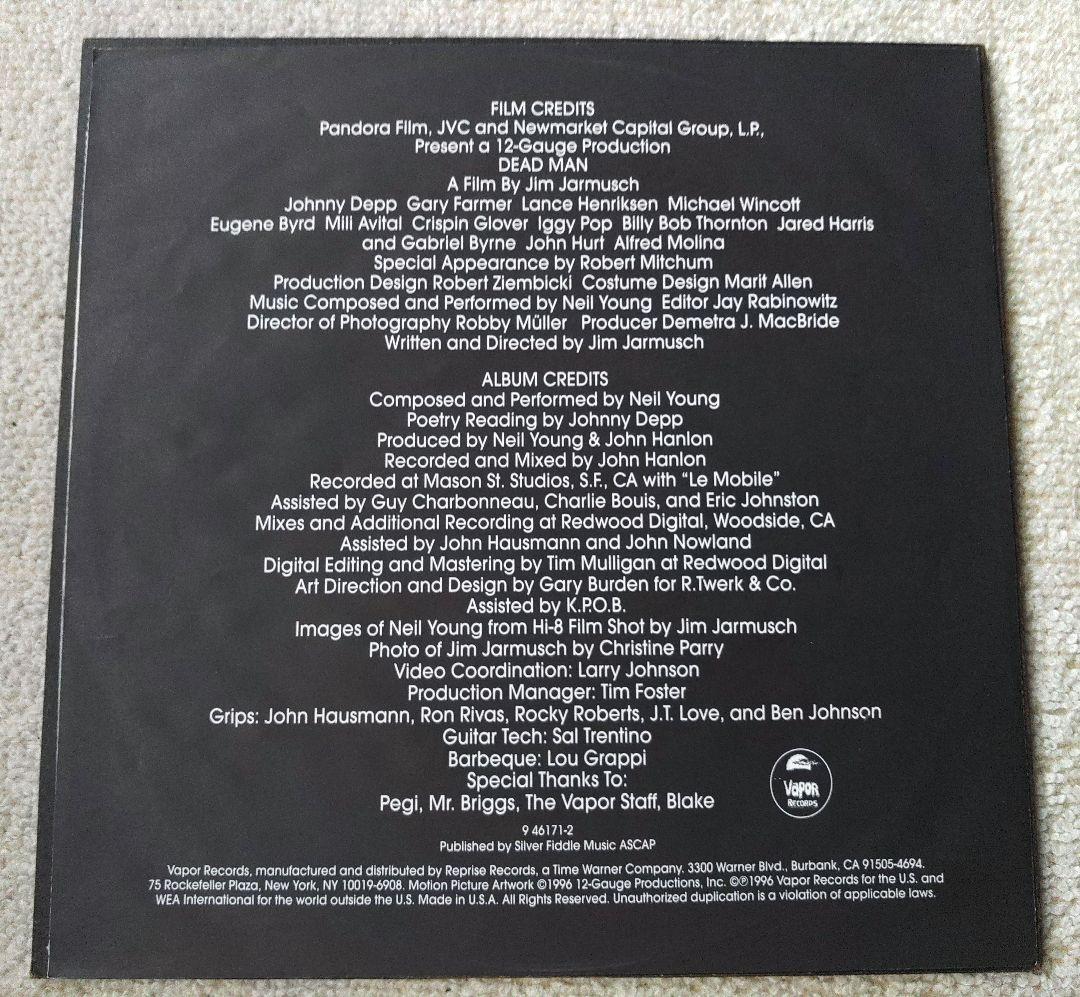 FILM CREDITS
Pandora Film, JVC and Newmarket Capital Group, L.P.,
Present a 12-Gauge Production
DEAD MAN
A Film By Jim Jarmusch
Johnny Depp Gary Farmer Lance Henriksen Michael Wincott
Eugene Byrd Mili Avital Crispin Glover Iggy Pop Billy Bob Thornton Jared Harris
and Gabriel Byrne John Hurt Alfred Molina
Special Appearance by Robert Mitchum
Production Design Robert Ziembicki Costume Design Marit Allen
Music Composed and Performed by Neil Young Editor Jay Rabinowitz
Director of Photography Robby Müller Producer Demetra J. MacBride
Written and Directed by Jim Jarmusch
ALBUM CREDITS
Composed and Performed by Neil Young
Poetry Reading by Johnny Depp
Produced by Neil Young & John Hanlon
Recorded and Mixed by John Hanlon
Recorded at Mason St. Studios, S.F., CA with “Le Mobile”
Assisted by Guy Charbonneau, Charlie Bouis, and Eric Johnston
Mixes and Additional Recording at Redwood Digital, Woodside, CA
Assisted by John Hausmann and John Nowland
Digital Editing and Mastering by Tim Mulligan at Redwood Digital
Art Direction and Design by Gary Burden for R.Twerk & Co.
Assisted by K.P.O.B.
Images of Neil Young from Hi-8 Film Shot by Jim Jarmusch
Photo of Jim Jarmusch by Christine Parry
Video Coordination: Larry Johnson
Production Manager: Tim Foster
Grips: John Hausmann, Ron Rivas, Rocky Roberts, J.T. Love, and Ben Johnson
Guitar Tech: Sal Trentino
Barbeque: Lou Grappi
Special Thanks To:
Pegi, Mr. Briggs, The Vapor Staff, Blake
VAPOR
RECORDS
9 46171-2
Published by Silver Fiddle Music ASCAP
Vapor Records, manufactured and distributed by Reprise Records, a Time Warner Company. 3300 Warner Blvd., Burbank, CA 91505-4694.
75 Rockefeller Plaza, New York, NY 10019-6908. Motion Picture Artwork ©1996 12-Gauge Productions, Inc. ©℗1996 Vapor Records for the U.S. and
WEA International for the world outside the U.S. Made in U.S.A. All Rights Reserved. Unauthorized duplication is a violation of applicable laws.